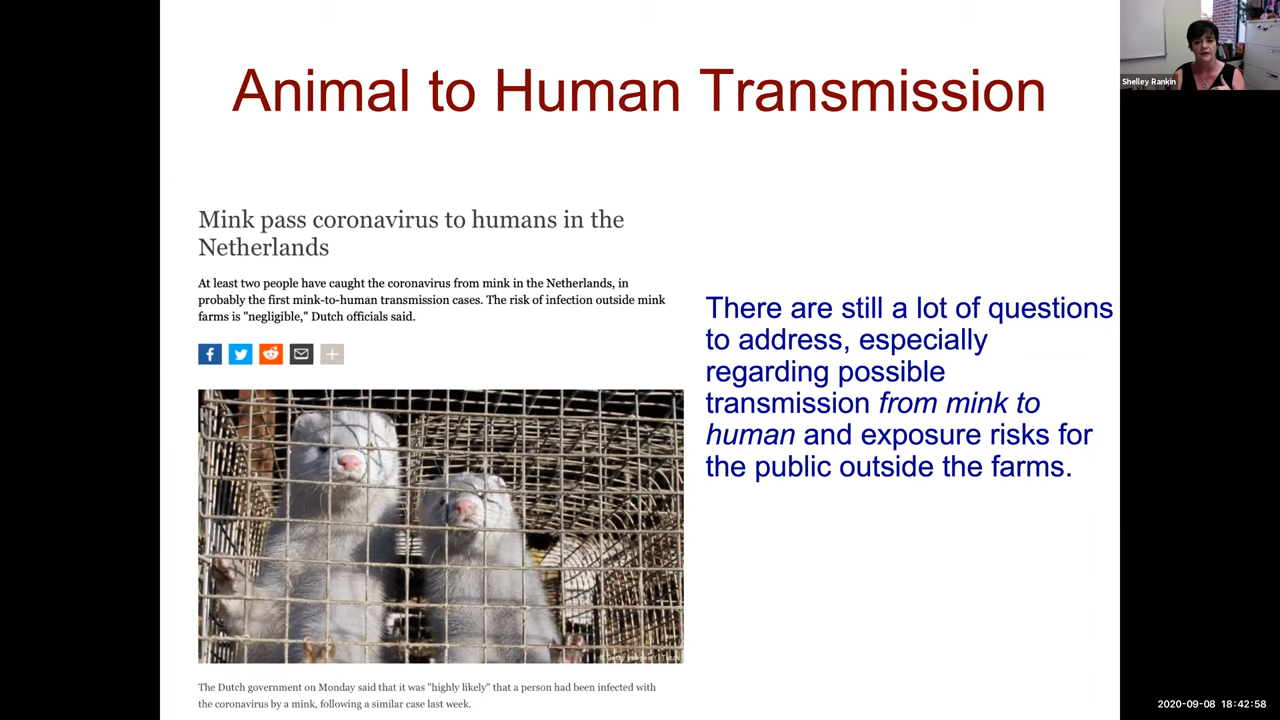 Animal to Human Transmission
Shelley Rankin
Mink pass coronavirus to humans in the
Netherlands
At least two people have caught the coronavirus from mink in the Netherlands, in
probably the first mink-to-human transmission cases. The risk of infection outside mink
farms is "negligible," Dutch officials said.
There are still a lot of questions
to address, especially
regarding possible
transmission from mink to
human and exposure risks for
the public outside the farms.
The Dutch government on Monday said that it was "highly likely" that a person had been infected with
the coronavirus by a mink, following a similar case last week.
2020-09-08 18:42:58